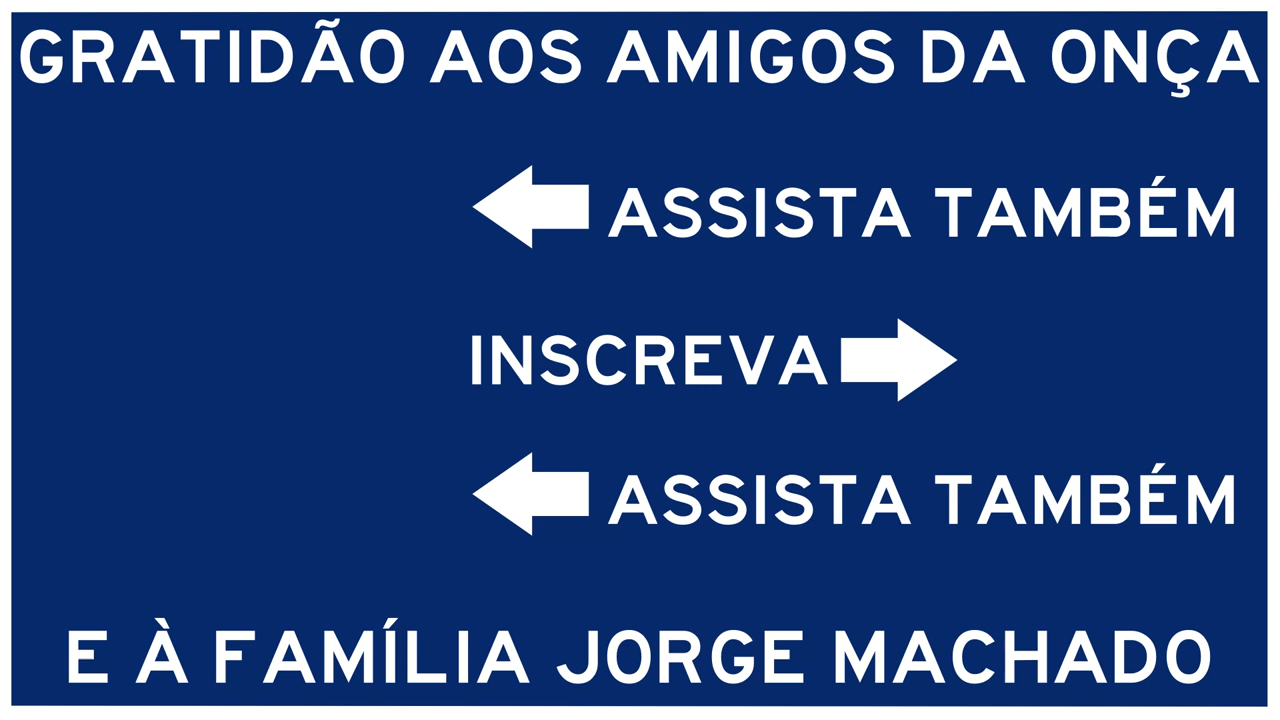 GRATIDÃO AOS AMIGOS DA ONÇA
ASSISTA TAMBÉM
INSCREVA
ASSISTA TAMBÉM
E À FAMÍLIA JORGE MACHADO